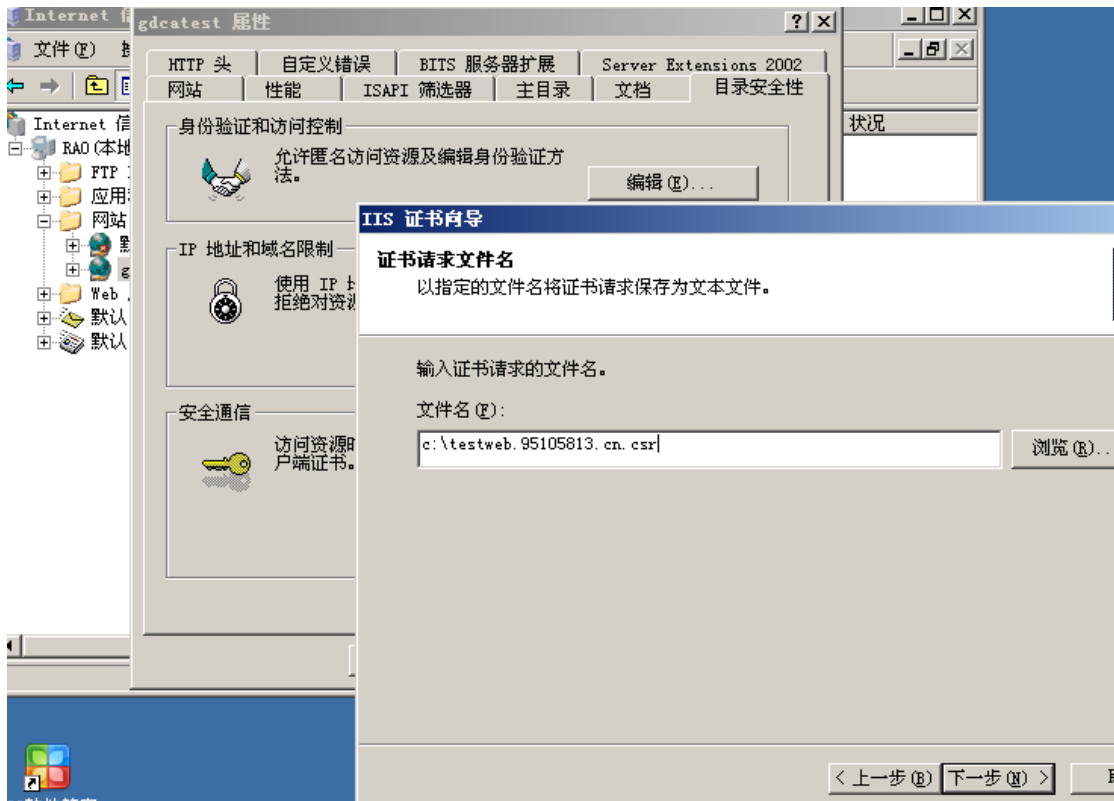 Internet 信
文件(F)
Internet 信
RAO(本地
FTP
应用
网站
默
g
Web
默认
默认
状况
gdcatest 属性
HTTP 头
自定义错误
BITS 服务器扩展
Server Extensions 2002
网站
性能
ISAPI 筛选器
主目录
文档
目录安全性
身份验证和访问控制
允许匿名访问资源及编辑身份验证方
法。
编辑(E)...
IP 地址和域名限制
使用 IP
拒绝对资源
安全通信
访问资源时
户端证书。
IIS 证书向导
证书请求文件名
以指定的文件名将证书请求保存为文本文件。
输入证书请求的文件名。
文件名(F):
c:\testweb.95105813.cn.csr
浏览(R)..
< 上一步(B)
下一步(N) >